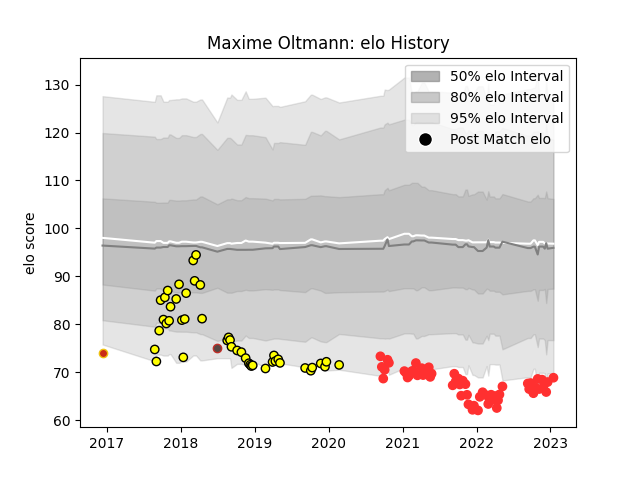 Maxime Oltmann: elo History
50% elo Interval
80% elo Interval
95% elo Interval
Post Match elo
elo score
130
120
110
100
90
80
70
60
2017
2018
2019
2020
2021
2022
2023